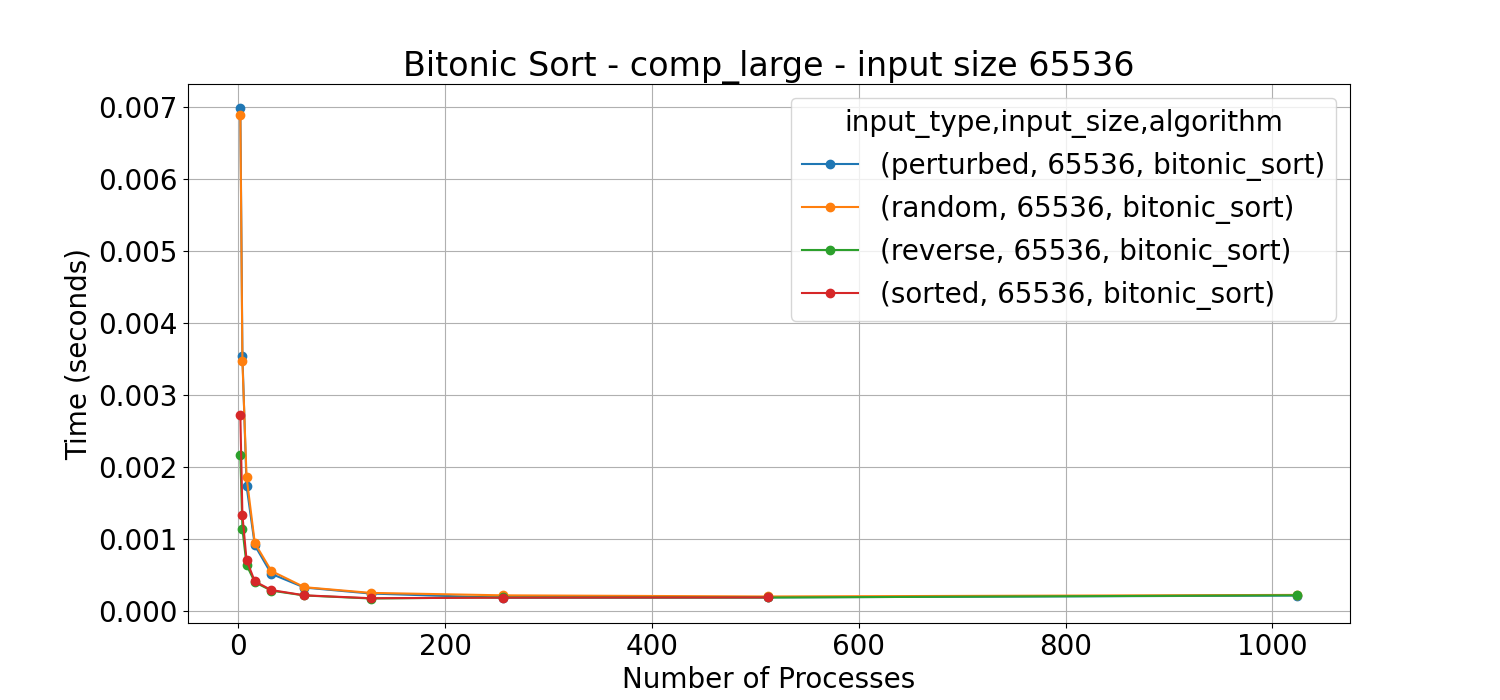 Bitonic Sort - comp_large - input size 65536
input_type,input_size,algorithm
(perturbed, 65536, bitonic_sort)
(random, 65536, bitonic_sort)
(reverse, 65536, bitonic_sort)
(sorted, 65536, bitonic_sort)
Time (seconds)
0.007
0.006
0.005
0.004
0.003
0.002
0.001
0.000
0 200 400 600 800 1000
Number of Processes